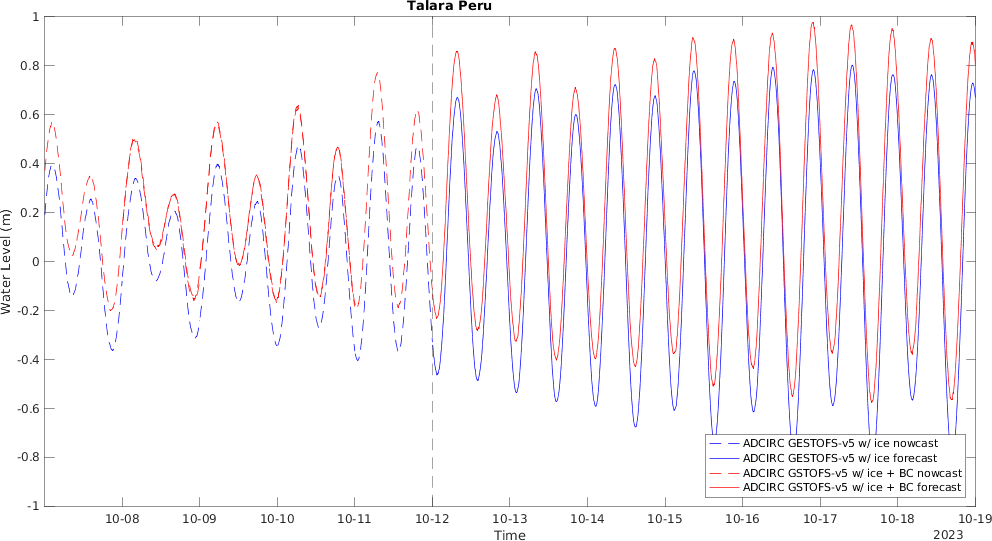 Talara Peru
Water Level (m)
1
0.8
0.6
0.4
0.2
0
-0.2
-0.4
-0.6
-0.8
-1
ADCIRC GESTOFS-v5 w/ ice nowcast
ADCIRC GESTOFS-v5 w/ ice forecast
ADCIRC GSTOFS-v5 w/ ice + BC nowcast
ADCIRC GSTOFS-v5 w/ ice + BC forecast
10-08 10-09 10-10 10-11 10-12 10-13 10-14 10-15 10-16 10-17 10-18 10-19
Time
2023